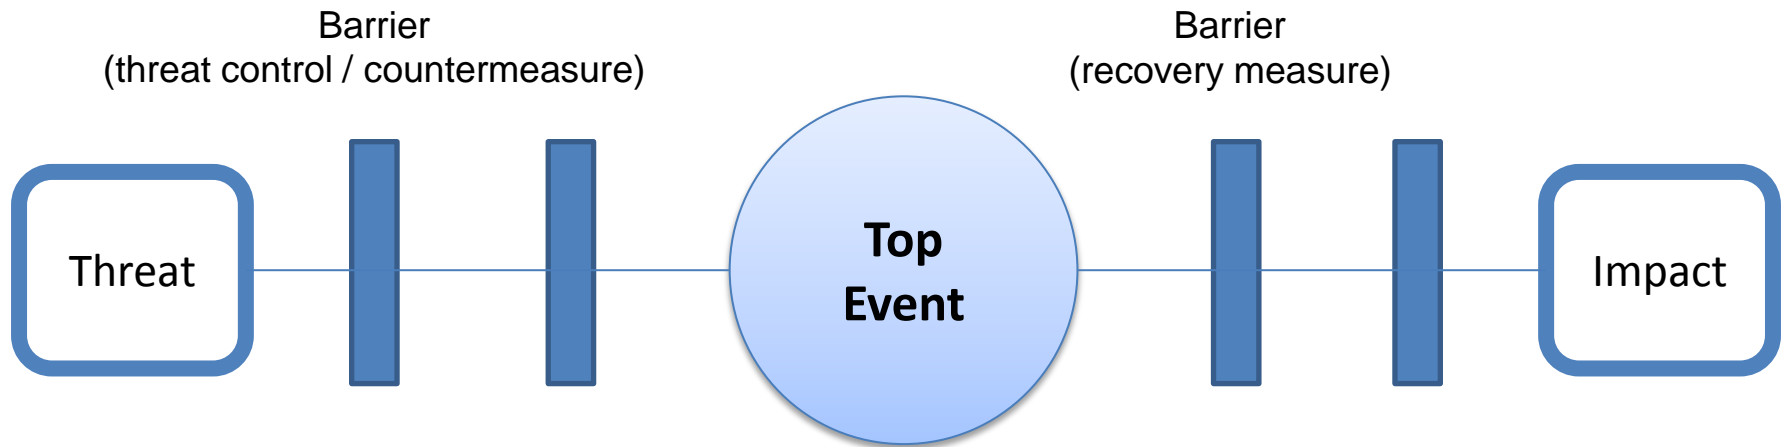 Barrier
(threat control / countermeasure)
Barrier
(recovery measure)
Threat
Top
Event
Impact